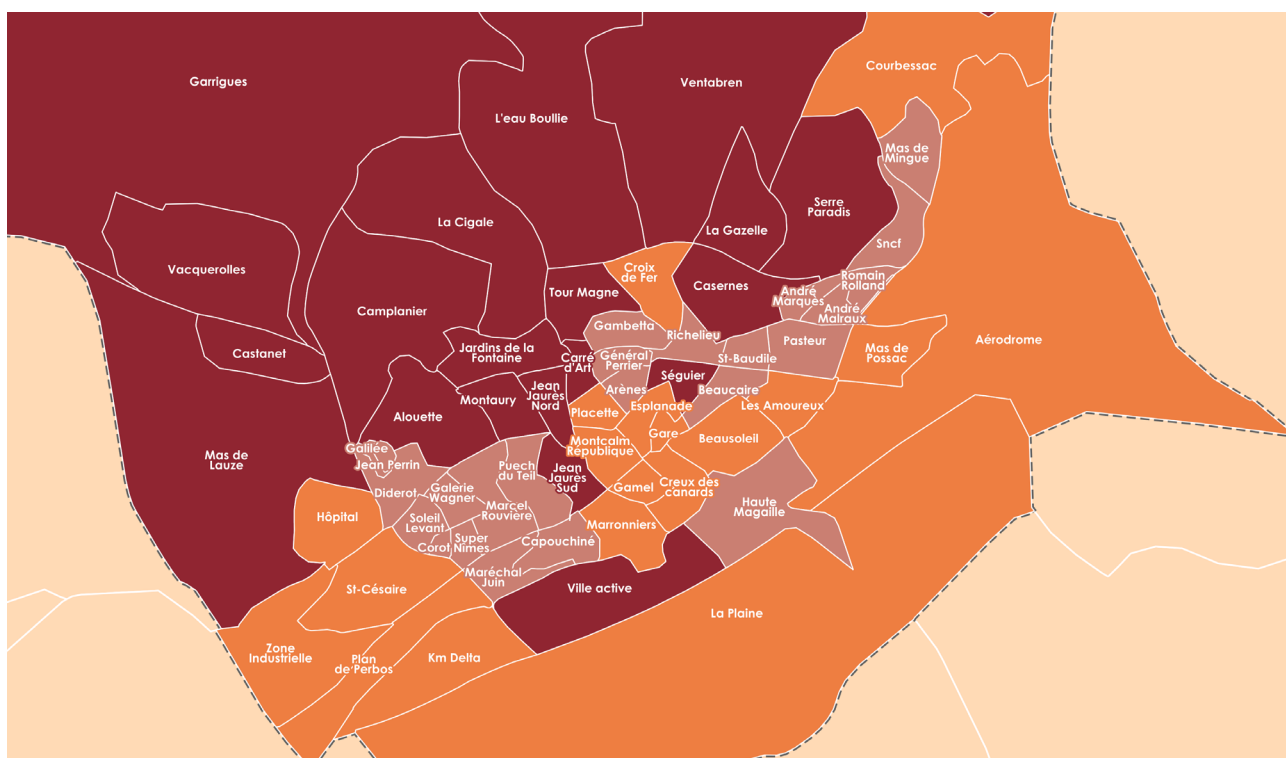 Courbessac
Garrigues
Ventabren
L'eau Boullie
Mas de
Mingue
Serre
Paradis
La Cigale
La Gazelle
Sncf
Vacquerolles
Croix
de Fer
Romain
Rolland
Casernes
Tour Magne
André
Marquès
André
Malraux
Camplanier
Gambetta
Richelieu
Aérodrome
Pasteur
Mas de
Possac
Castanet
Jardins de la
Fontaine
Carré
d'Art
Général
Perrier
St-Baudile
Séguier
Arènes
Beaucaire
Jean
Jaurès
Nord
Montaury
Esplanade
Les Amoureux
Placette
Alouette
Gare
Beausoleil
Montcalm
République
Galilée
Jean Perrin
Mas de
Lauze
Puech
du Teil
Jean
Jaurès
Sud
Gamel
Creux des
canards
Diderot
Galerie
Wagner
Haute
Magaille
Marcel
Rouvière
Hôpital
Soleil
Levant
Marronniers
Corot
Super
Nîmes
Capouchiné
Maréchal
Juin
St-Césaire
Ville active
La Plaine
Zone
Industrielle
Plan
de Perbos
Km Delta